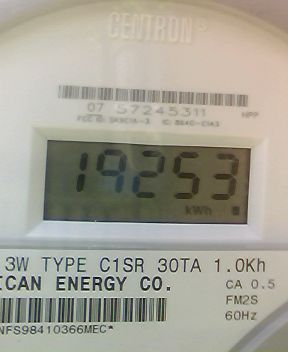 CENTRON®
07 57245311 HPP
19253
kWh
3W TYPE C1SR 30TA 1.0Kh
ICAN ENERGY CO. CA 0.5
FM2S
NFS98410366MEC* 60Hz